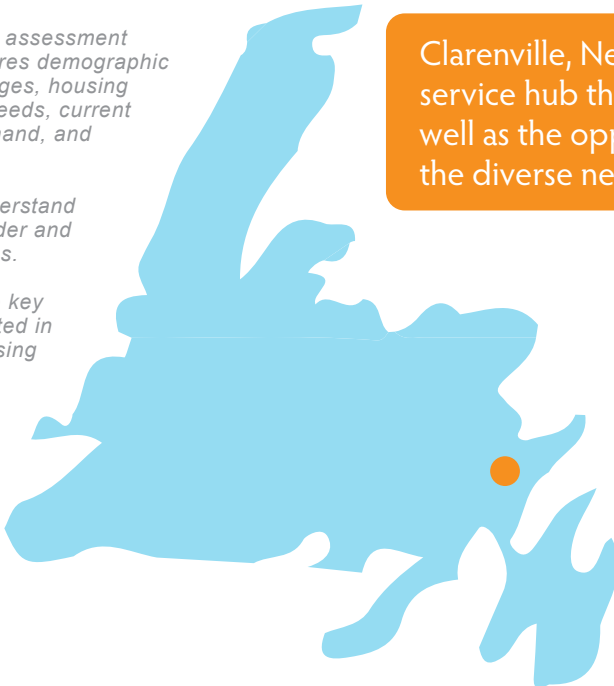 assessment
res demographic
ges, housing
eeds, current
and, and
erstand
der and
s.
key
ted in
sing
Clarenville, Ne
service hub th
well as the opp
the diverse ne